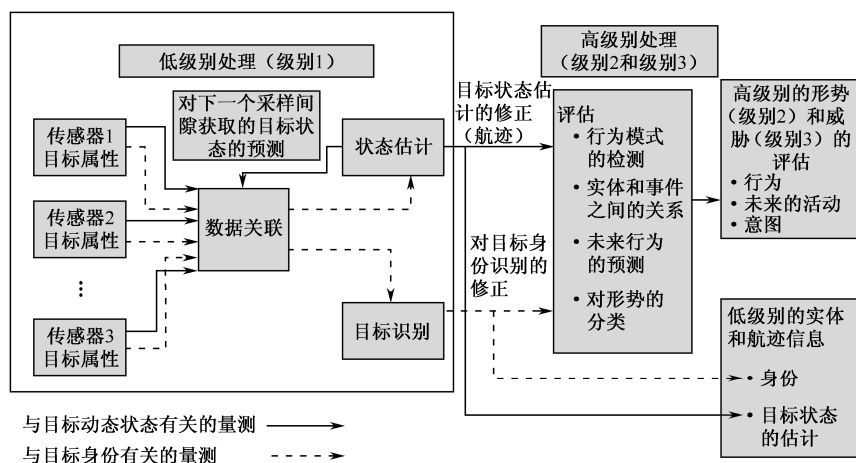 低级别处理（级别1）
高级别处理
（级别2和级别3）
对下一个采样间
隙获取的目标状
态的预测
传感器1
目标属性
传感器2
目标属性
⋮
传感器3
目标属性
数据关联
状态估计
目标识别
目标状态估
计的修正
（航迹）
对目标身
份识别的
修正
评估
• 行为模式
的检测
• 实体和事件
之间的关系
• 未来行为
的预测
• 对形势的
分类
高级别的形势
（级别2）和威
胁（级别3）的
评估
• 行为
• 未来的活动
• 意图
低级别的实体
和航迹信息
• 身份
• 目标状态
的估计
与目标动态状态有关的量测
与目标身份有关的量测